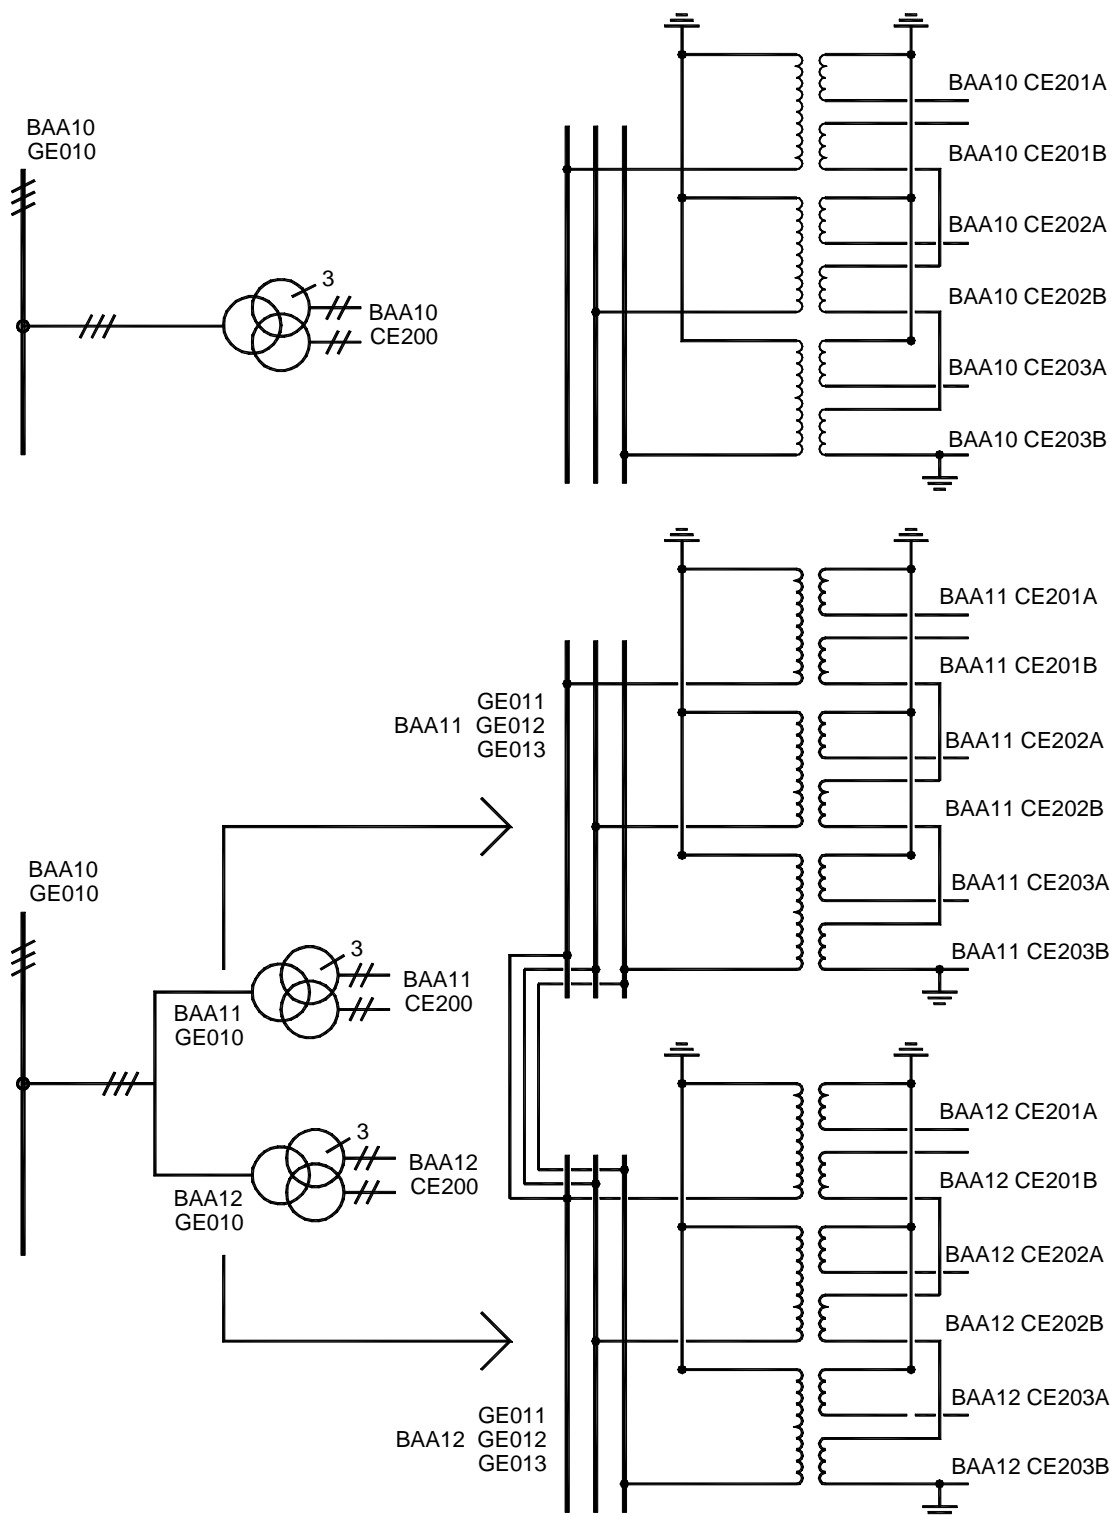 BAA10 CE201A
BAA10
GE010
BAA10 CE201B
BAA10 CE202A
3
BAA10
CE200
BAA10 CE202B
BAA10 CE203A
BAA10 CE203B
BAA11 CE201A
BAA11 CE201B
GE011
BAA11 GE012
GE013
BAA11 CE202A
BAA11 CE202B
BAA10
GE010
BAA11 CE203A
3
BAA11
CE200
BAA11
GE010
BAA11 CE203B
BAA12 CE201A
3
BAA12
CE200
BAA12
GE010
BAA12 CE201B
BAA12 CE202A
BAA12 CE202B
BAA12 CE203A
GE011
BAA12 GE012
GE013
BAA12 CE203B